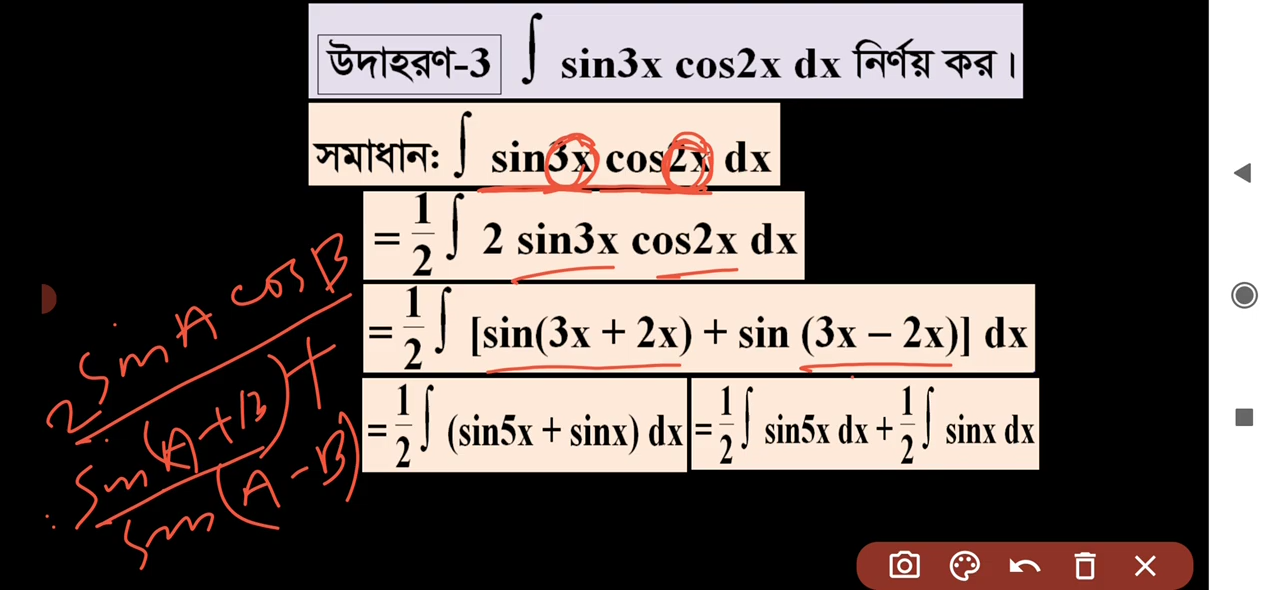 উদাহরণ-3 ∫ sin3x cos2x dx নির্ণয় কর।
সমাধানঃ ∫ sin3x cos2x dx
= 1/2 ∫ 2 sin3x cos2x dx
= 1/2 ∫ [sin(3x + 2x) + sin (3x − 2x)] dx
= 1/2 ∫ (sin5x + sinx) dx = 1/2 ∫ sin5x dx + 1/2 ∫ sinx dx
2 sin A cos B
sin (A+B) +
sin (A - B)